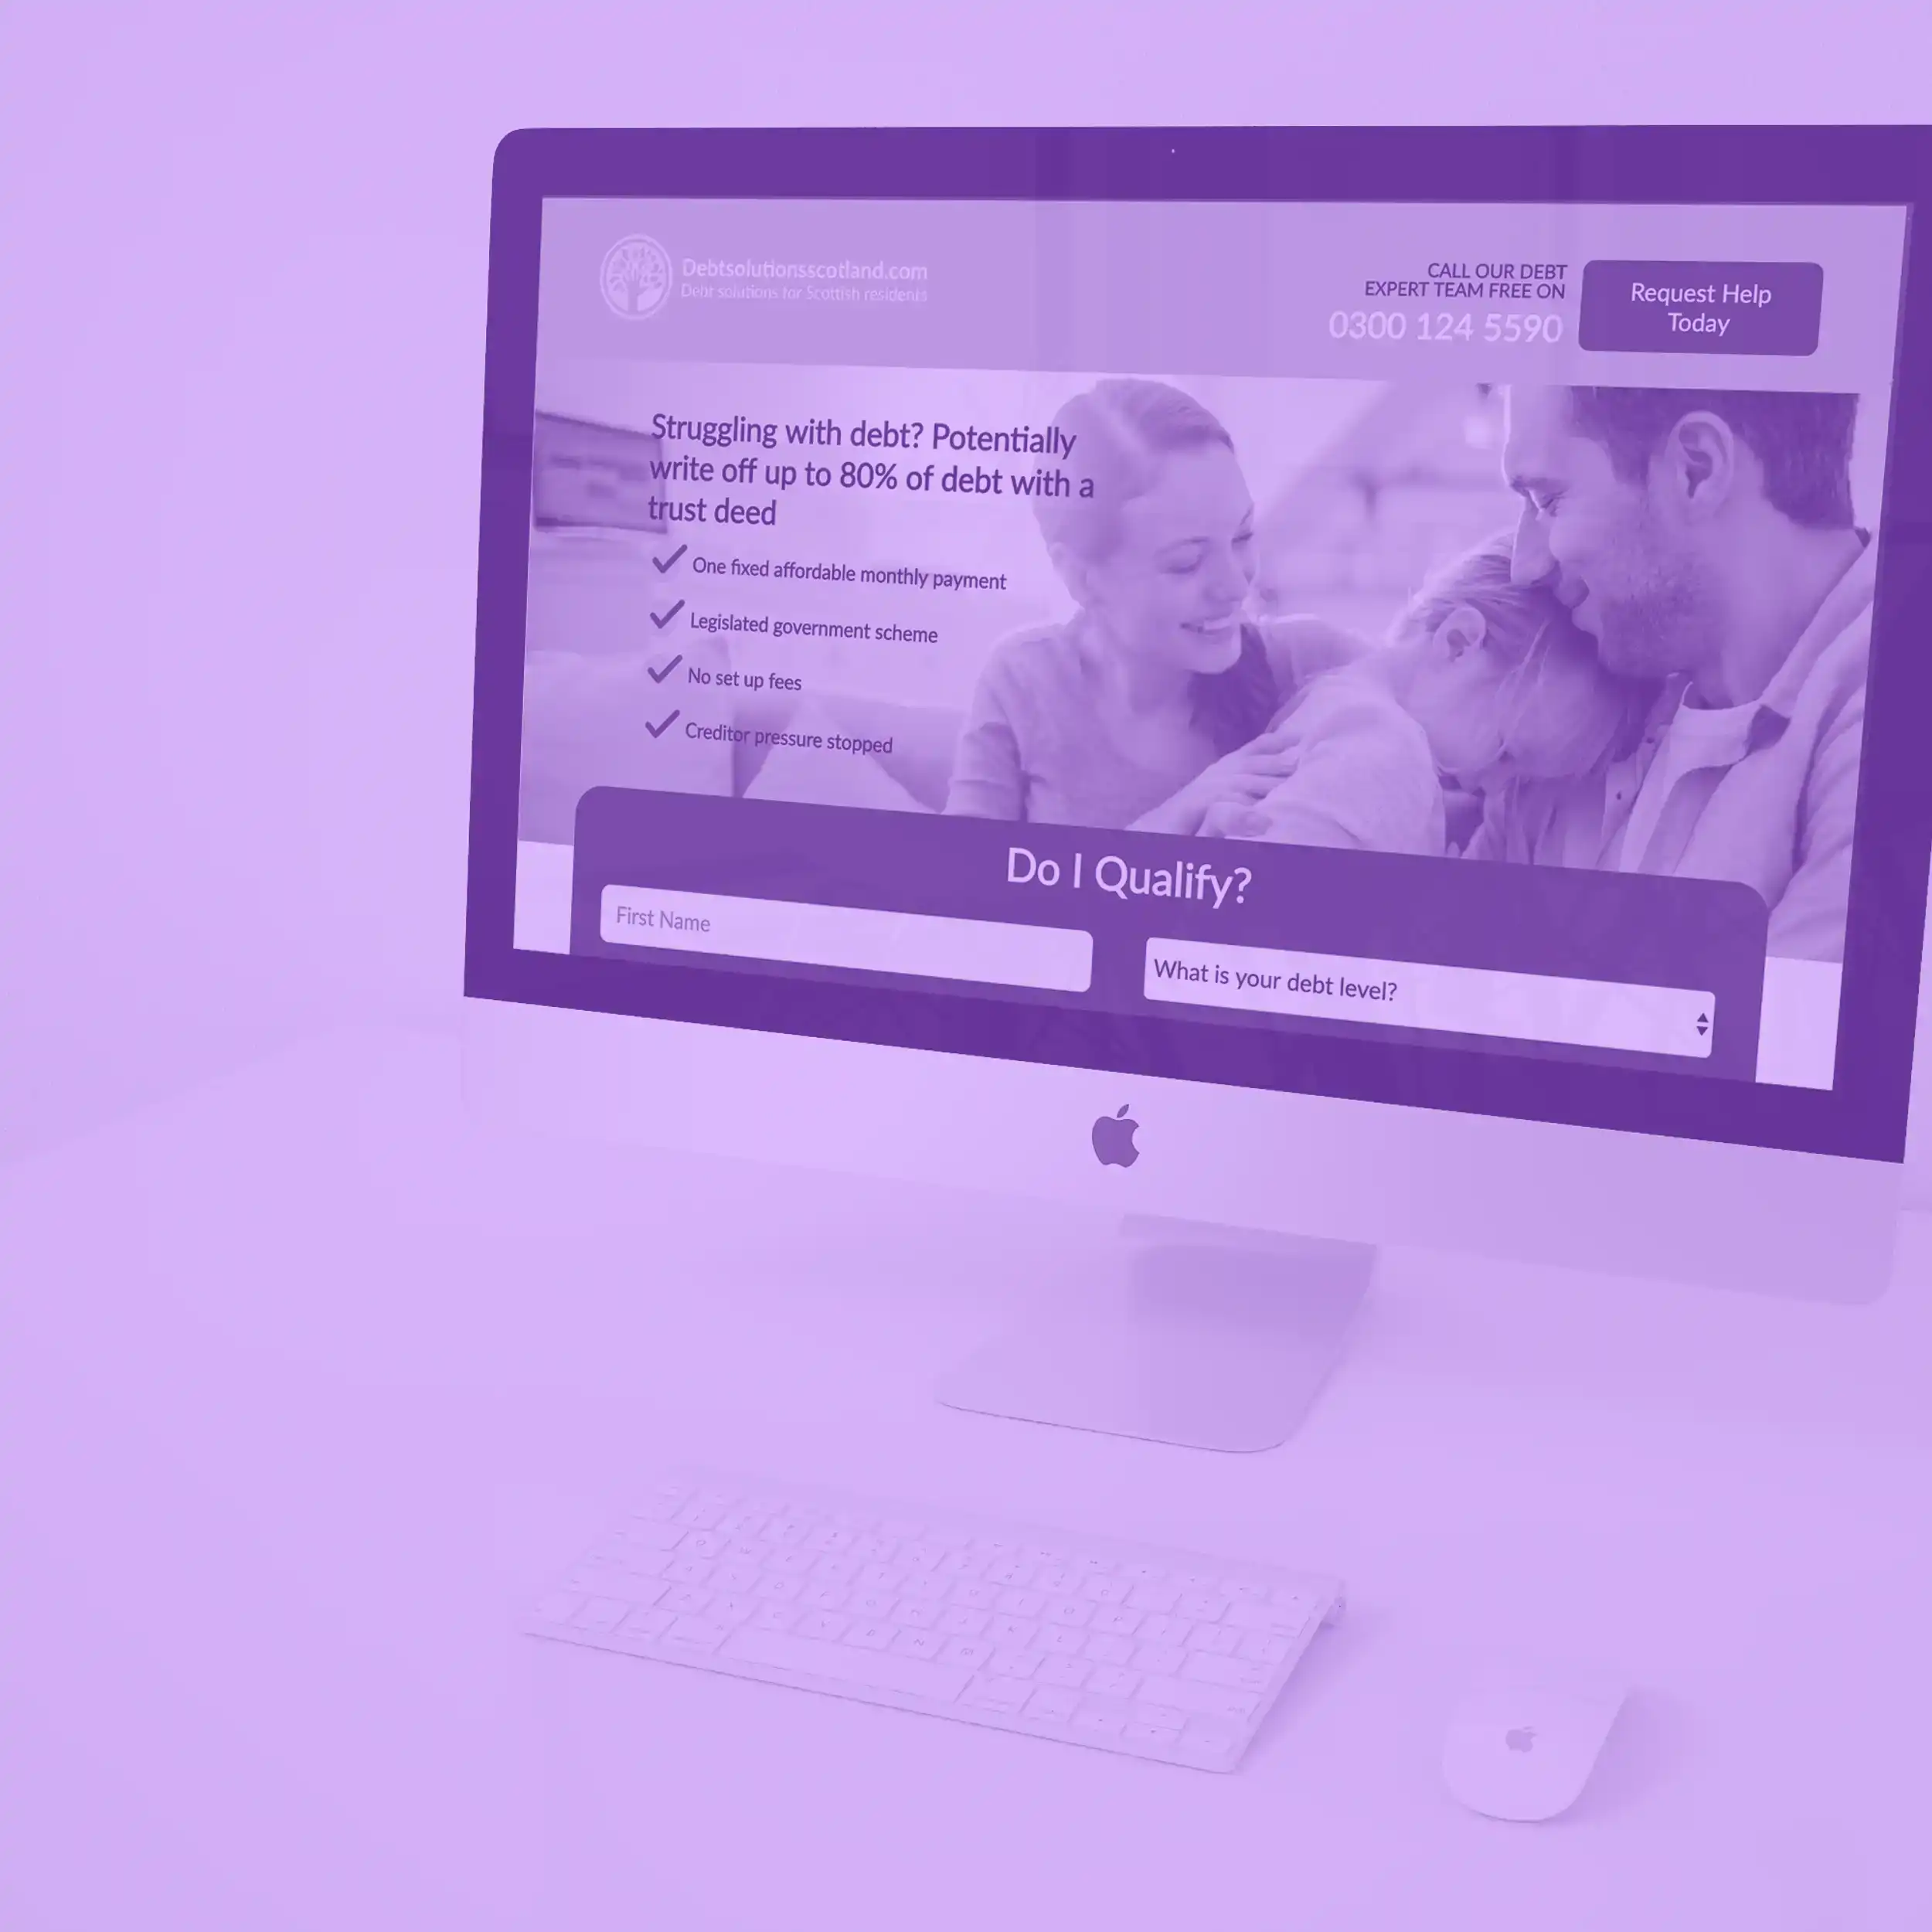 Debtsolutionsscotland.com
Debt solutions for Scottish residents
CALL OUR DEBT
EXPERT TEAM FREE ON
0300 124 5590
Request Help
Today
Struggling with debt? Potentially
write off up to 80% of debt with a
trust deed
One fixed affordable monthly payment
Legislated government scheme
No set up fees
Creditor pressure stopped
Do I Qualify?
First Name
What is your debt level?